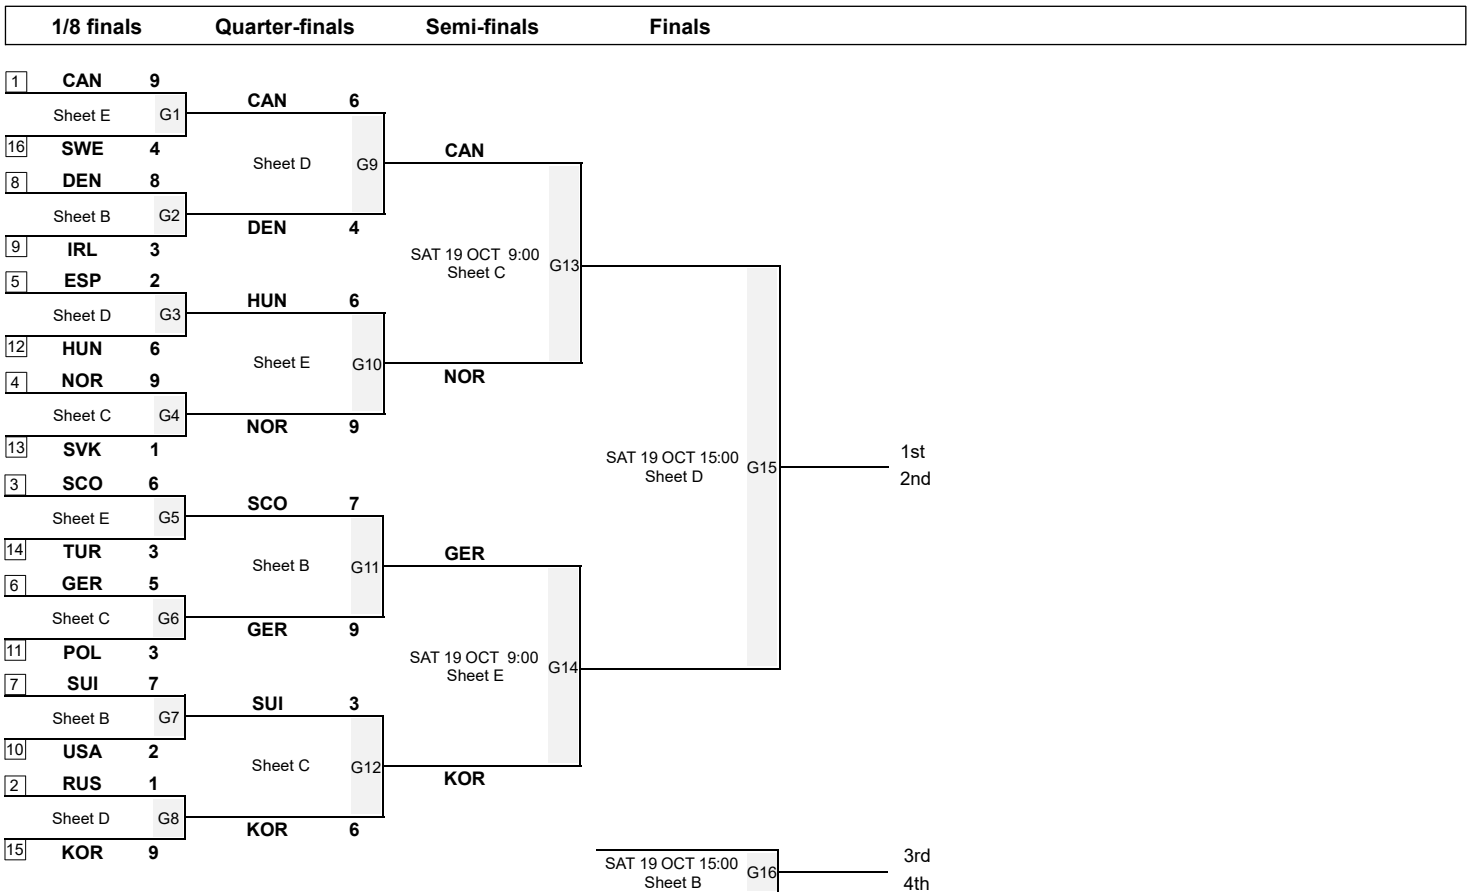 1/8 finals Quarter-finals Semi-finals Finals
1 CAN 9
CAN 6
Sheet E G1
16 SWE 4
Sheet D G9
CAN
8 DEN 8
Sheet B G2
DEN 4
9 IRL 3
SAT 19 OCT 9:00
Sheet C
G13
5 ESP 2
HUN 6
Sheet D G3
12 HUN 6
Sheet E G10
NOR
4 NOR 9
Sheet C G4
NOR 9
13 SVK 1
SAT 19 OCT 15:00
Sheet D
G15
1st
2nd
3 SCO 6
SCO 7
Sheet E G5
14 TUR 3
Sheet B G11
GER
6 GER 5
Sheet C G6
GER 9
11 POL 3
SAT 19 OCT 9:00
Sheet E
G14
7 SUI 7
SUI 3
Sheet B G7
10 USA 2
Sheet C G12
KOR
2 RUS 1
Sheet D G8
KOR 6
15 KOR 9
SAT 19 OCT 15:00
Sheet B
G16
3rd
4th